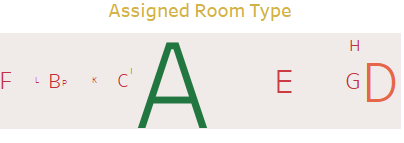 Assigned Room Type
H
F L B P K C I A E G D